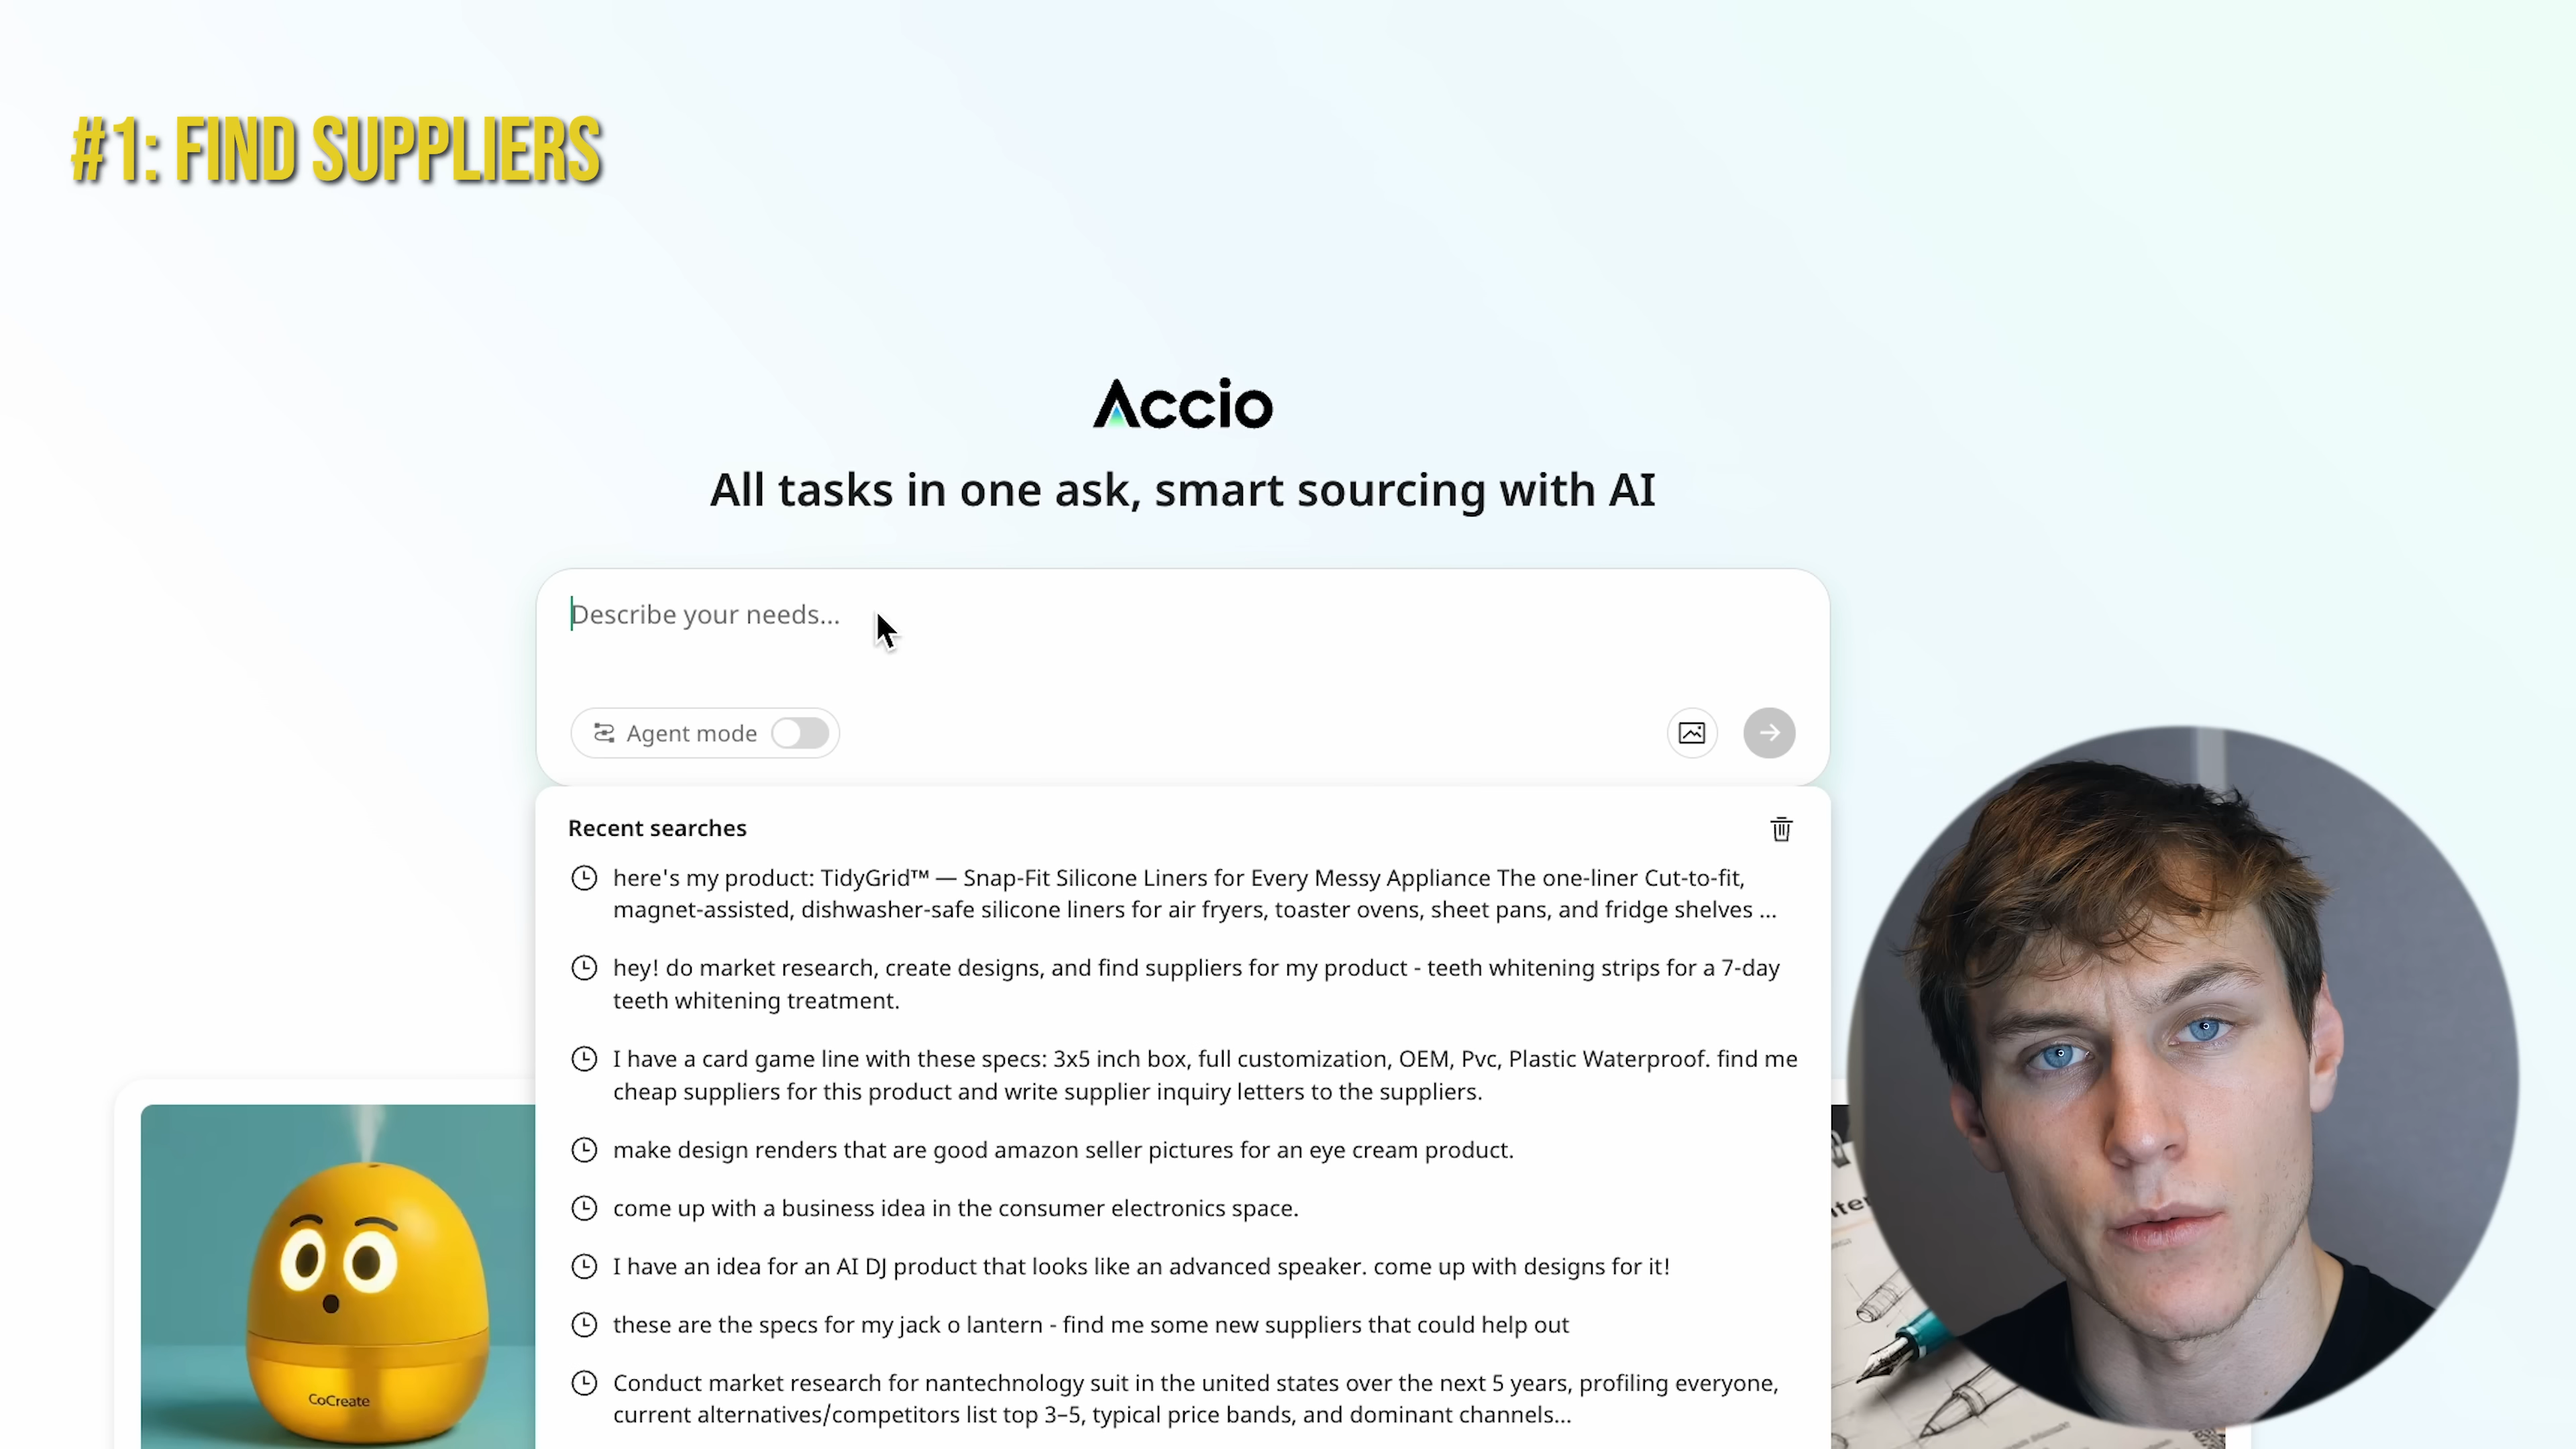 #1: FIND SUPPLIERS
Accio
All tasks in one ask, smart sourcing with AI
Describe your needs...
Agent mode
Recent searches
here's my product: TidyGrid™ — Snap-Fit Silicone Liners for Every Messy Appliance The one-liner Cut-to-fit,
magnet-assisted, dishwasher-safe silicone liners for air fryers, toaster ovens, sheet pans, and fridge shelves ...
hey! do market research, create designs, and find suppliers for my product - teeth whitening strips for a 7-day
teeth whitening treatment.
I have a card game line with these specs: 3x5 inch box, full customization, OEM, Pvc, Plastic Waterproof. find me
cheap suppliers for this product and write supplier inquiry letters to the suppliers.
make design renders that are good amazon seller pictures for an eye cream product.
come up with a business idea in the consumer electronics space.
I have an idea for an AI DJ product that looks like an advanced speaker. come up with designs for it!
these are the specs for my jack o lantern - find me some new suppliers that could help out
Conduct market research for nantechnology suit in the united states over the next 5 years, profiling everyone,
current alternatives/competitors list top 3–5, typical price bands, and dominant channels...
CoCreate